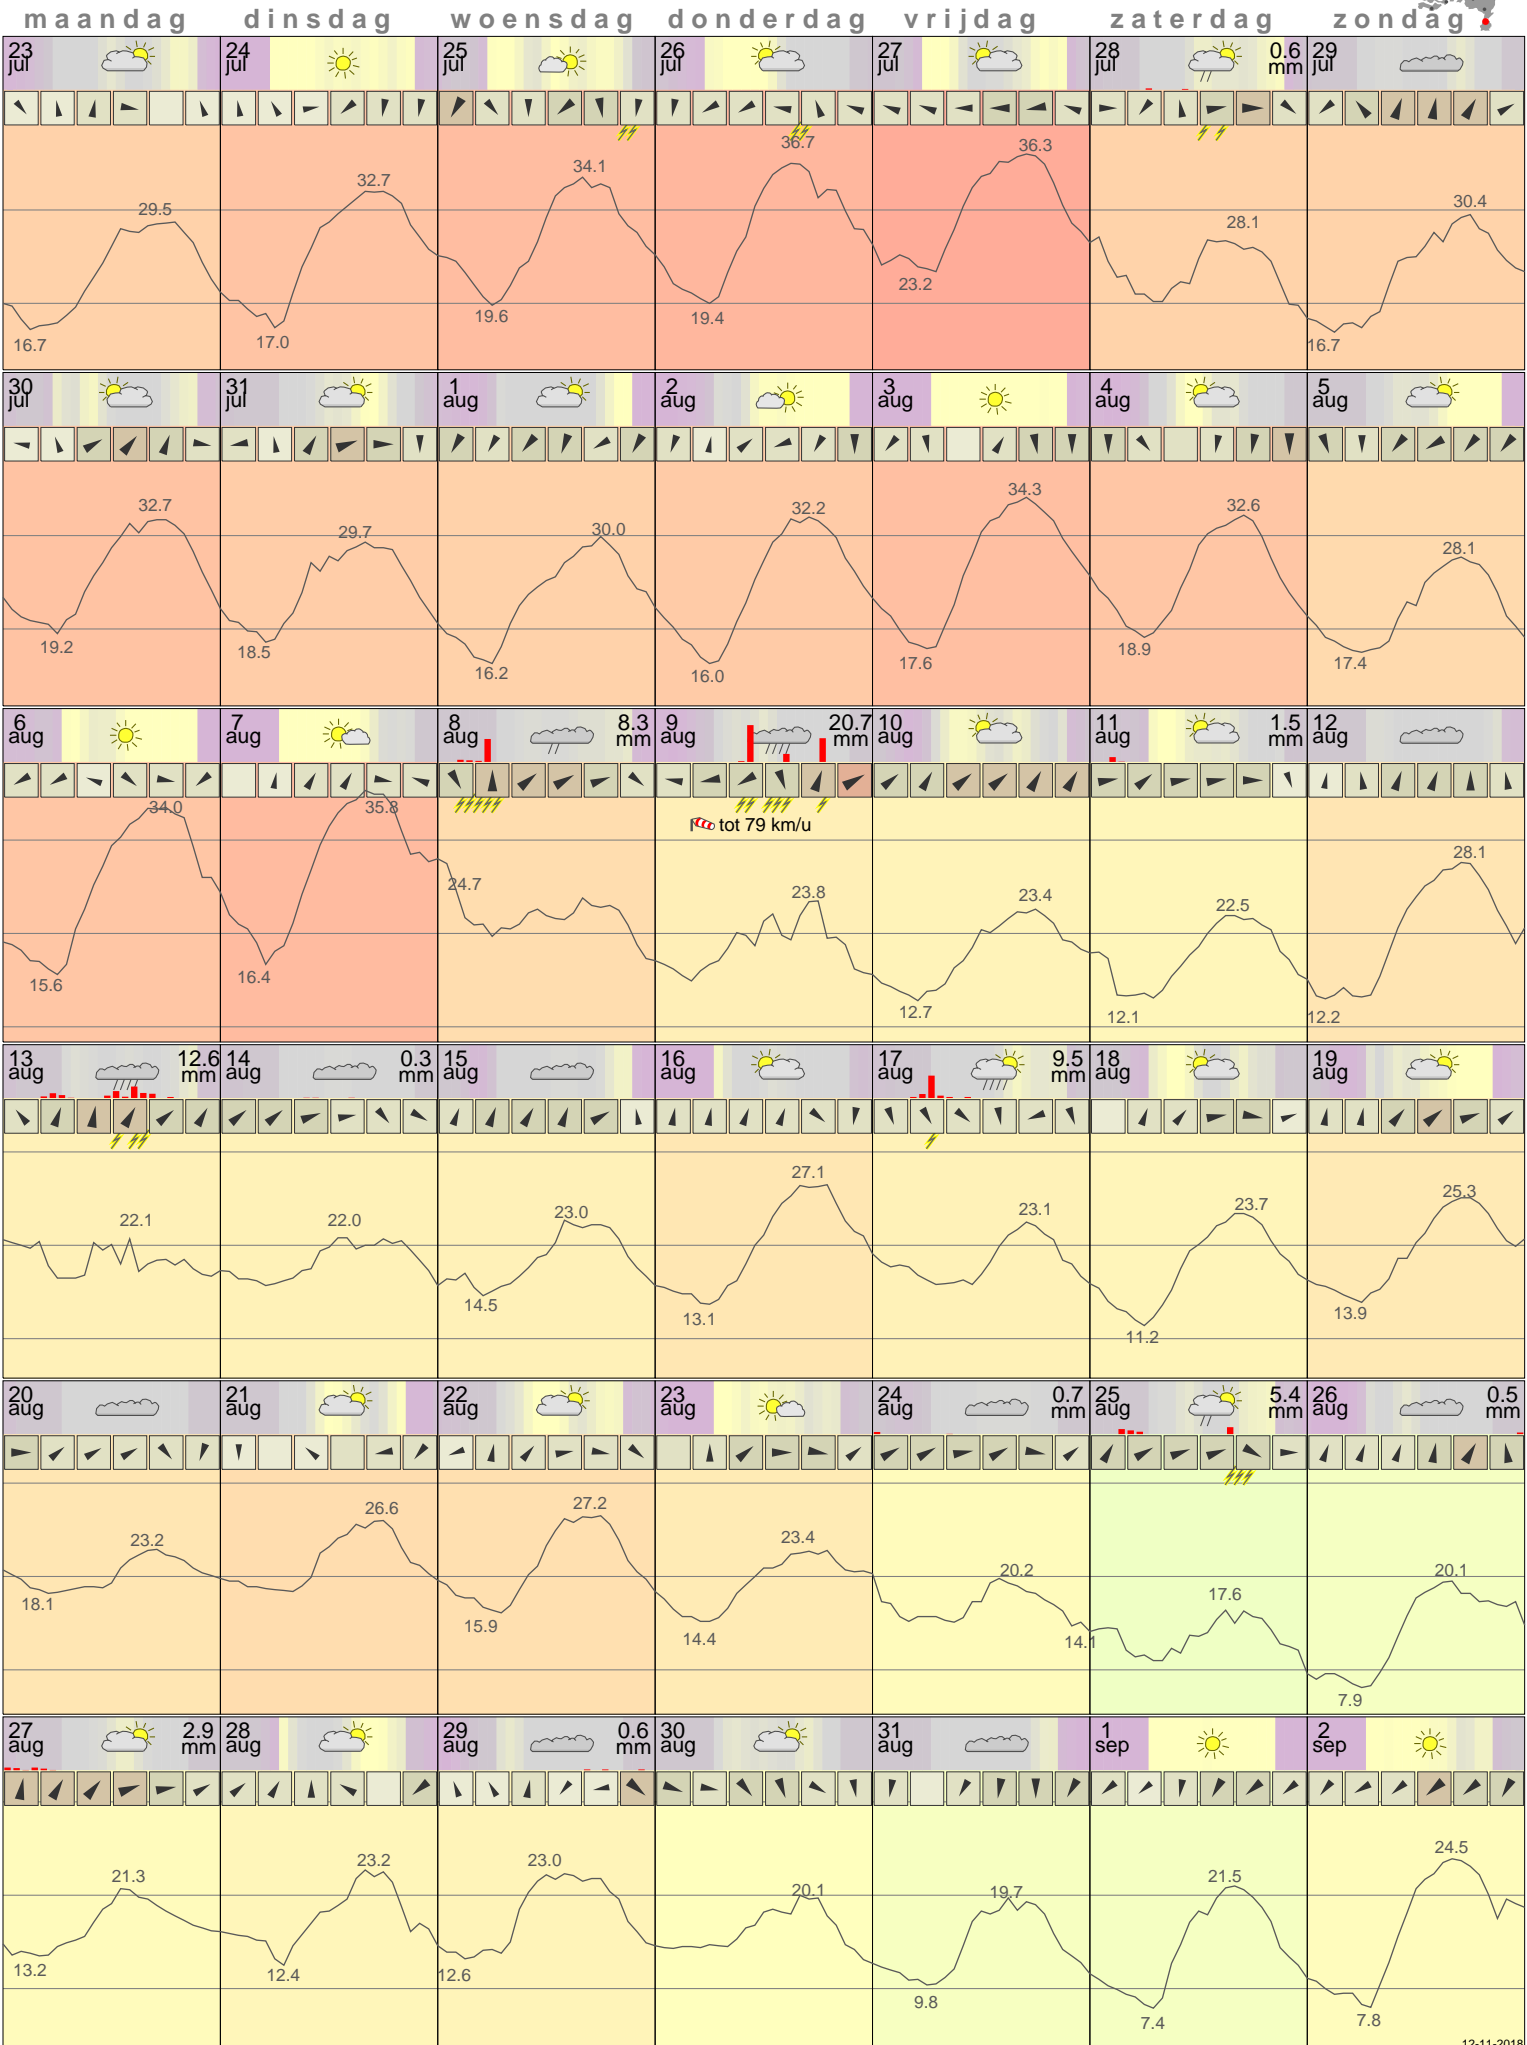 maandag dinsdag woensdag donderdag vrijdag zaterdag zondag
23 24 25 26 27 28 0.6 29
jul jul jul jul jul jul mm jul
36.7 36.3
34.1
32.7
29.5 28.1 30.4
23.2
16.7 17.0 19.6 19.4 16.7
30 31 1 2 3 4 5
jul jul aug aug aug aug aug
32.7 29.7 30.0 32.2 34.3 32.6 28.1
19.2 18.5 16.2 16.0 17.6 18.9 17.4
6 7 8 8.3 9 20.7 10 11 1.5 12
aug aug aug mm aug mm aug aug mm aug
34.0 35.8
tot 79 km/u
24.7 23.8 23.4 22.5 28.1
15.6 16.4 12.7 12.1 12.2
13 12.6 14 0.3 15 16 17 9.5 18 19
aug mm aug mm aug aug aug mm aug aug
22.1 22.0 23.0 27.1 23.1 23.7 25.3
14.5 13.1 11.2 13.9
20 21 22 23 24 0.7 25 5.4 26 0.5
aug aug aug aug aug mm aug mm aug mm
23.2 26.6 27.2 23.4 20.2 17.6 20.1
18.1 15.9 14.4 14.1 7.9
27 2.9 28 29 0.6 30 31 1 2
aug mm aug aug mm aug aug sep sep
21.3 23.2 23.0 20.1 19.7 21.5 24.5
13.2 12.4 12.6 9.8 7.4 7.8
12-11-2018